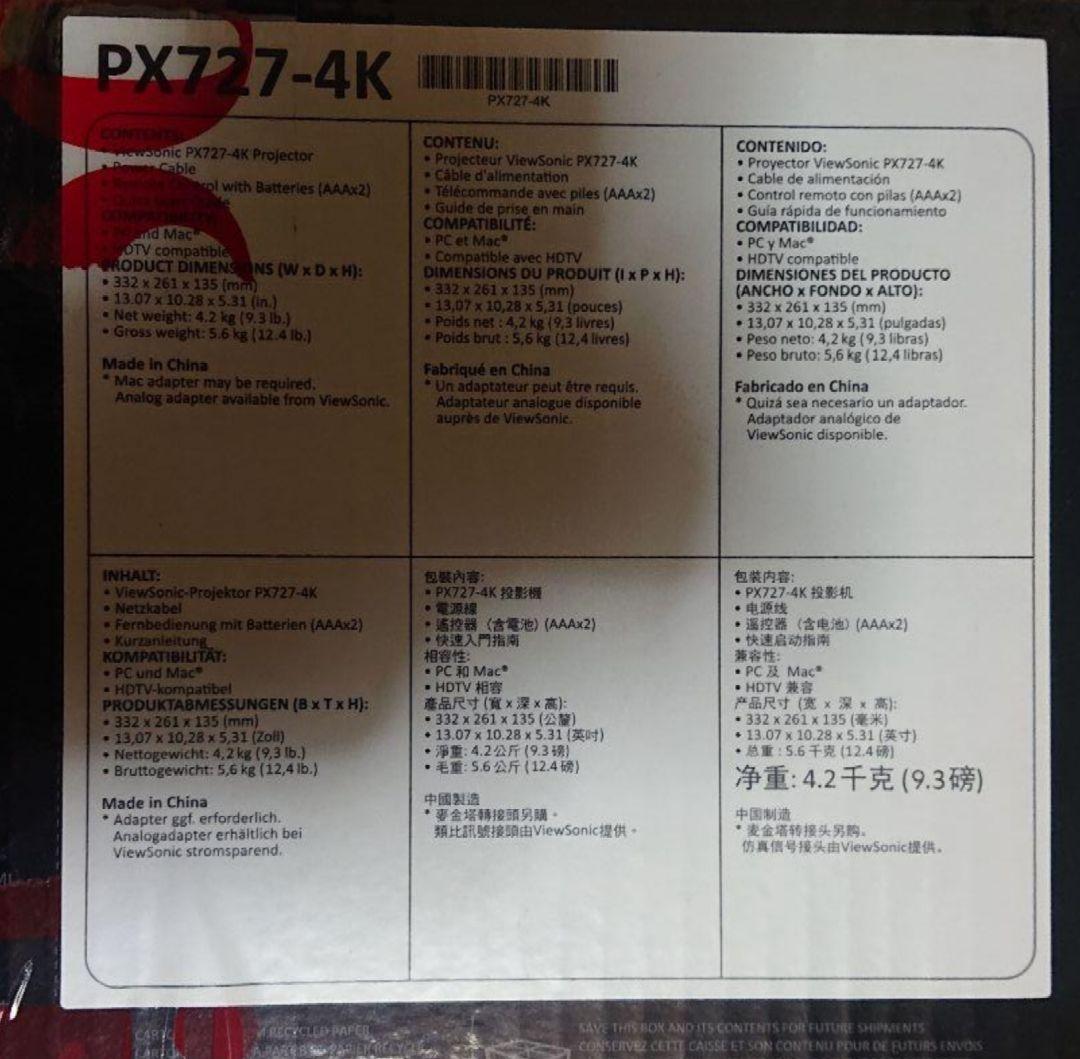 PX727-4K
PX727-4K
CONTENTS:
• ViewSonic PX727-4K Projector
• Power Cable
• Remote Control with Batteries (AAAx2)
• Quick Start Guide
COMPATIBILITY:
• PC and Mac®
• HDTV compatible
PRODUCT DIMENSIONS (W x D x H):
• 332 x 261 x 135 (mm)
• 13.07 x 10.28 x 5.31 (in.)
• Net weight: 4.2 kg (9.3 lb.)
• Gross weight: 5.6 kg (12.4 lb.)
Made in China
* Mac adapter may be required.
Analog adapter available from ViewSonic.
CONTENU:
• Projecteur ViewSonic PX727-4K
• Câble d'alimentation
• Télécommande avec piles (AAAx2)
• Guide de prise en main
COMPATIBILITÉ:
• PC et Mac®
• Compatible avec HDTV
DIMENSIONS DU PRODUIT (l x P x H):
• 332 x 261 x 135 (mm)
• 13,07 x 10,28 x 5,31 (pouces)
• Poids net : 4,2 kg (9,3 livres)
• Poids brut : 5,6 kg (12,4 livres)
Fabriqué en China
* Un adaptateur peut être requis.
Adaptateur analogue disponible
auprès de ViewSonic.
CONTENIDO:
• Proyector ViewSonic PX727-4K
• Cable de alimentación
• Control remoto con pilas (AAAx2)
• Guía rápida de funcionamiento
COMPATIBILIDAD:
• PC y Mac®
• HDTV compatible
DIMENSIONES DEL PRODUCTO
(ANCHO x FONDO x ALTO):
• 332 x 261 x 135 (mm)
• 13,07 x 10,28 x 5,31 (pulgadas)
• Peso neto: 4,2 kg (9,3 libras)
• Peso bruto: 5,6 kg (12,4 libras)
Fabricado en China
* Quizá sea necesario un adaptador.
Adaptador analógico de
ViewSonic disponible.
INHALT:
• ViewSonic-Projektor PX727-4K
• Netzkabel
• Fernbedienung mit Batterien (AAAx2)
• Kurzanleitung
KOMPATIBILITÄT:
• PC und Mac®
• HDTV-kompatibel
PRODUKTABMESSUNGEN (B x T x H):
• 332 x 261 x 135 (mm)
• 13,07 x 10,28 x 5,31 (Zoll)
• Nettogewicht: 4,2 kg (9,3 lb.)
• Bruttogewicht: 5,6 kg (12,4 lb.)
Made in China
* Adapter ggf. erforderlich.
Analogadapter erhältlich bei
ViewSonic stromsparend.
包裝內容:
• PX727-4K 投影機
• 電源線
• 遙控器（含電池) (AAAx2)
• 快速入門指南
相容性:
• PC 和 Mac®
• HDTV 相容
產品尺寸 (寬 x 深 x 高):
• 332 x 261 x 135 (公釐)
• 13.07 x 10.28 x 5.31 (英吋)
• 淨重: 4.2 公斤 (9.3 磅)
• 毛重: 5.6 公斤 (12.4 磅)
中國製造
* 麥金塔轉接頭另購。
類比訊號接頭由ViewSonic提供。
包装内容:
• PX727-4K 投影机
• 电源线
• 遥控器（含电池) (AAAx2)
• 快速启动指南
兼容性:
• PC 及 Mac®
• HDTV 兼容
产品尺寸 (宽 x 深 x 高):
• 332 x 261 x 135 (毫米)
• 13.07 x 10.28 x 5.31 (英寸)
• 总重 : 5.6 千克 (12.4 磅)
净重: 4.2 千克 (9.3磅)
中国制造
* 麦金塔转接头另购。
仿真信号接头由ViewSonic提供。
RECYCLED PAPER
SAVE THIS BOX AND ITS CONTENTS FOR FUTURE SHIPMENTS
CONSERVEZ CETTE CAISSE ET SON CONTENU POUR DE FUTURS ENVOIS